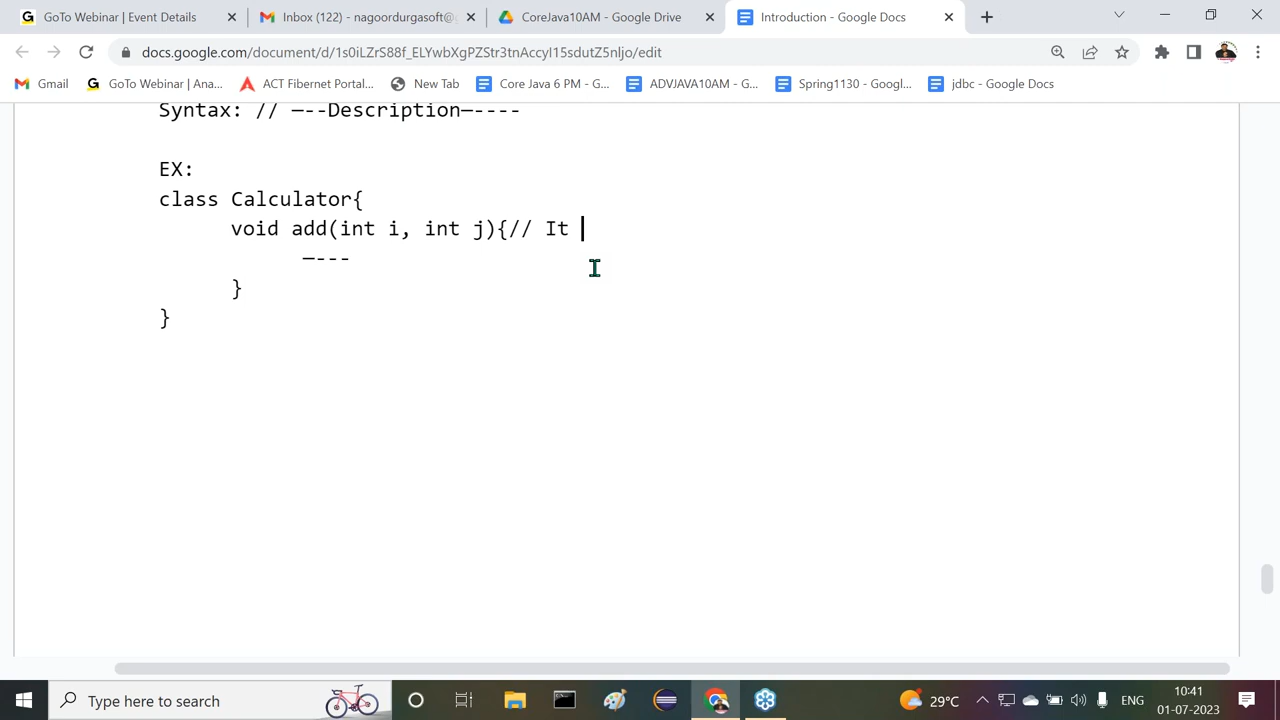 GoTo Webinar | Event Details
Inbox (122) - nagoordurgasoft@
CoreJava10AM - Google Drive
Introduction - Google Docs
docs.google.com/document/d/1s0iLZrS88f_ELYwbXgPZStr3tnAccyI15sdutZ5nljo/edit
Gmail
GoTo Webinar | Ana...
ACT Fibernet Portal...
New Tab
Core Java 6 PM - G...
ADVJAVA10AM - G...
Spring1130 - Googl...
jdbc - Google Docs
Syntax: // —--Description—----
EX:
class Calculator{
void add(int i, int j){// It
—---
}
}
Type here to search
29°C
ENG
10:41
01-07-2023